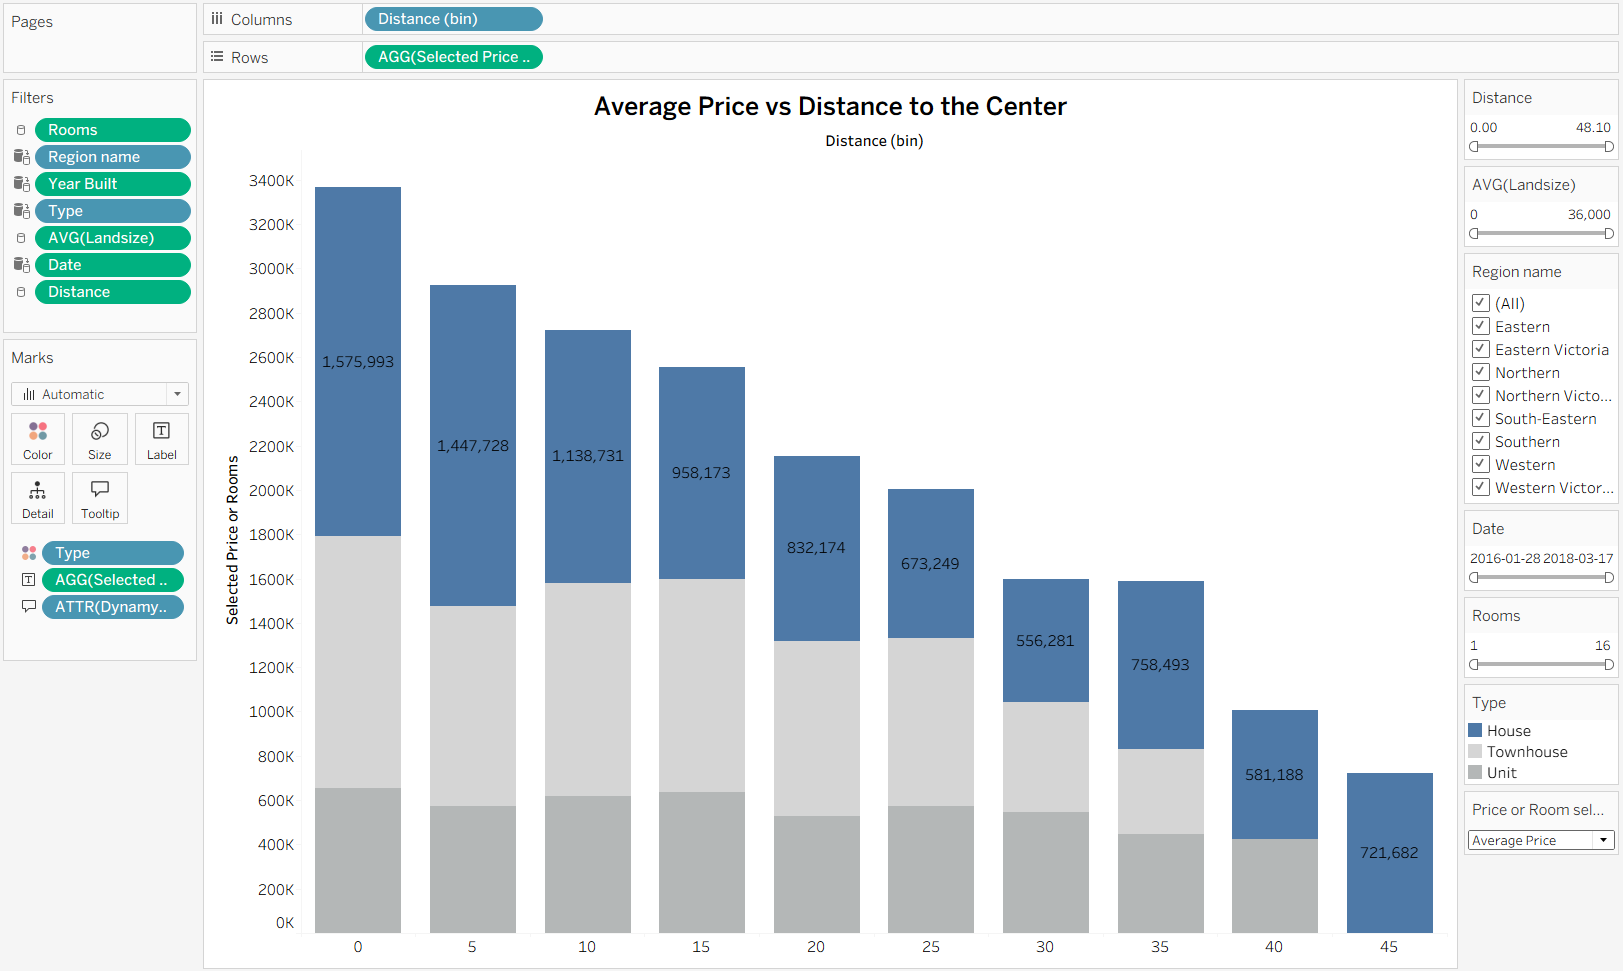 Pages
Columns
Distance (bin)
Rows
AGG(Selected Price ..
Filters
Rooms
Region name
Year Built
Type
AVG(Landsize)
Date
Distance
Marks
Automatic
Color
Size
Label
Detail
Tooltip
Type
AGG(Selected ..
ATTR(Dynamy..
Average Price vs Distance to the Center
Distance (bin)
Selected Price or Rooms
3400K
3200K
3000K
2800K
2600K
2400K
2200K
2000K
1800K
1600K
1400K
1200K
1000K
800K
600K
400K
200K
0K
1,575,993
1,447,728
1,138,731
958,173
832,174
673,249
556,281
758,493
581,188
721,682
0 5 10 15 20 25 30 35 40 45
Distance
0.00 48.10
AVG(Landsize)
0 36,000
Region name
(All)
Eastern
Eastern Victoria
Northern
Northern Victo...
South-Eastern
Southern
Western
Western Victor...
Date
2016-01-28 2018-03-17
Rooms
1 16
Type
House
Townhouse
Unit
Price or Room sel...
Average Price